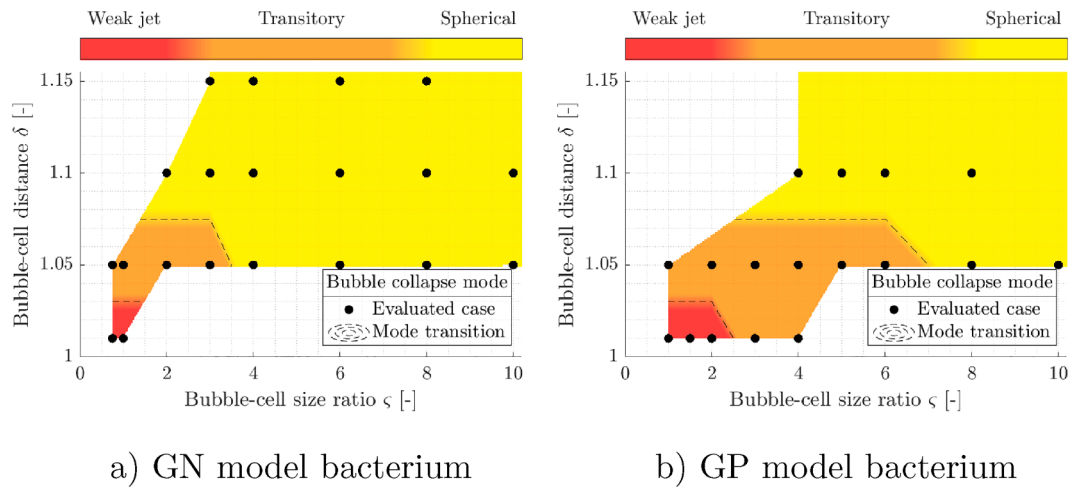 Weak jet Transitory Spherical
1.15
1.1
1.05
1
0 2 4 6 8 10
Bubble-cell distance δ [-]
Bubble-cell size ratio ς [-]
Bubble collapse mode
Evaluated case
Mode transition
a) GN model bacterium
Weak jet Transitory Spherical
1.15
1.1
1.05
1
0 2 4 6 8 10
Bubble-cell distance δ [-]
Bubble-cell size ratio ς [-]
Bubble collapse mode
Evaluated case
Mode transition
b) GP model bacterium